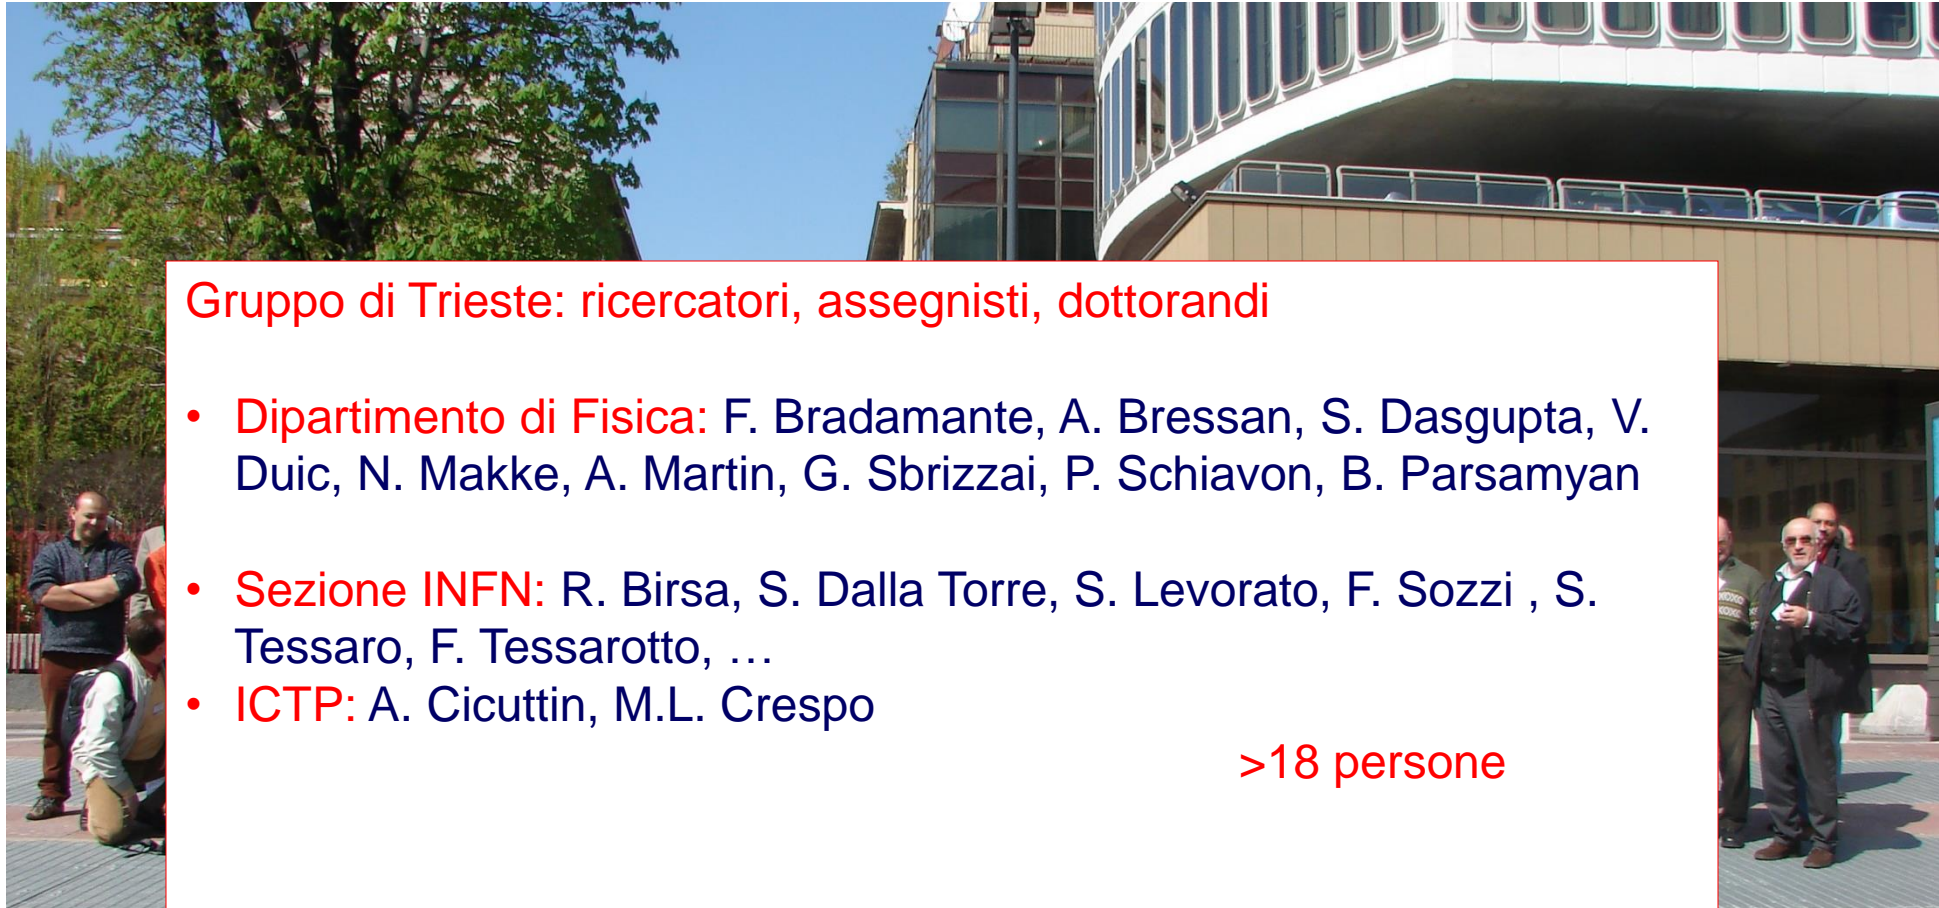 Gruppo di Trieste: ricercatori, assegnisti, dottorandi
• Dipartimento di Fisica: F. Bradamante, A. Bressan, S. Dasgupta, V.
Duic, N. Makke, A. Martin, G. Sbrizzai, P. Schiavon, B. Parsamyan
• Sezione INFN: R. Birsa, S. Dalla Torre, S. Levorato, F. Sozzi , S.
Tessaro, F. Tessarotto, …
• ICTP: A. Cicuttin, M.L. Crespo
>18 persone